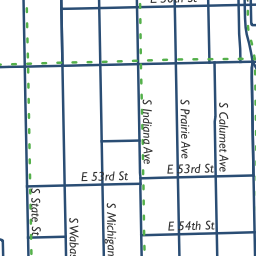 S Indiana Ave
S Prairie Ave
S Calumet Ave
E 53rd St
E 53rd St
S State St
S Michigan
E 54th St